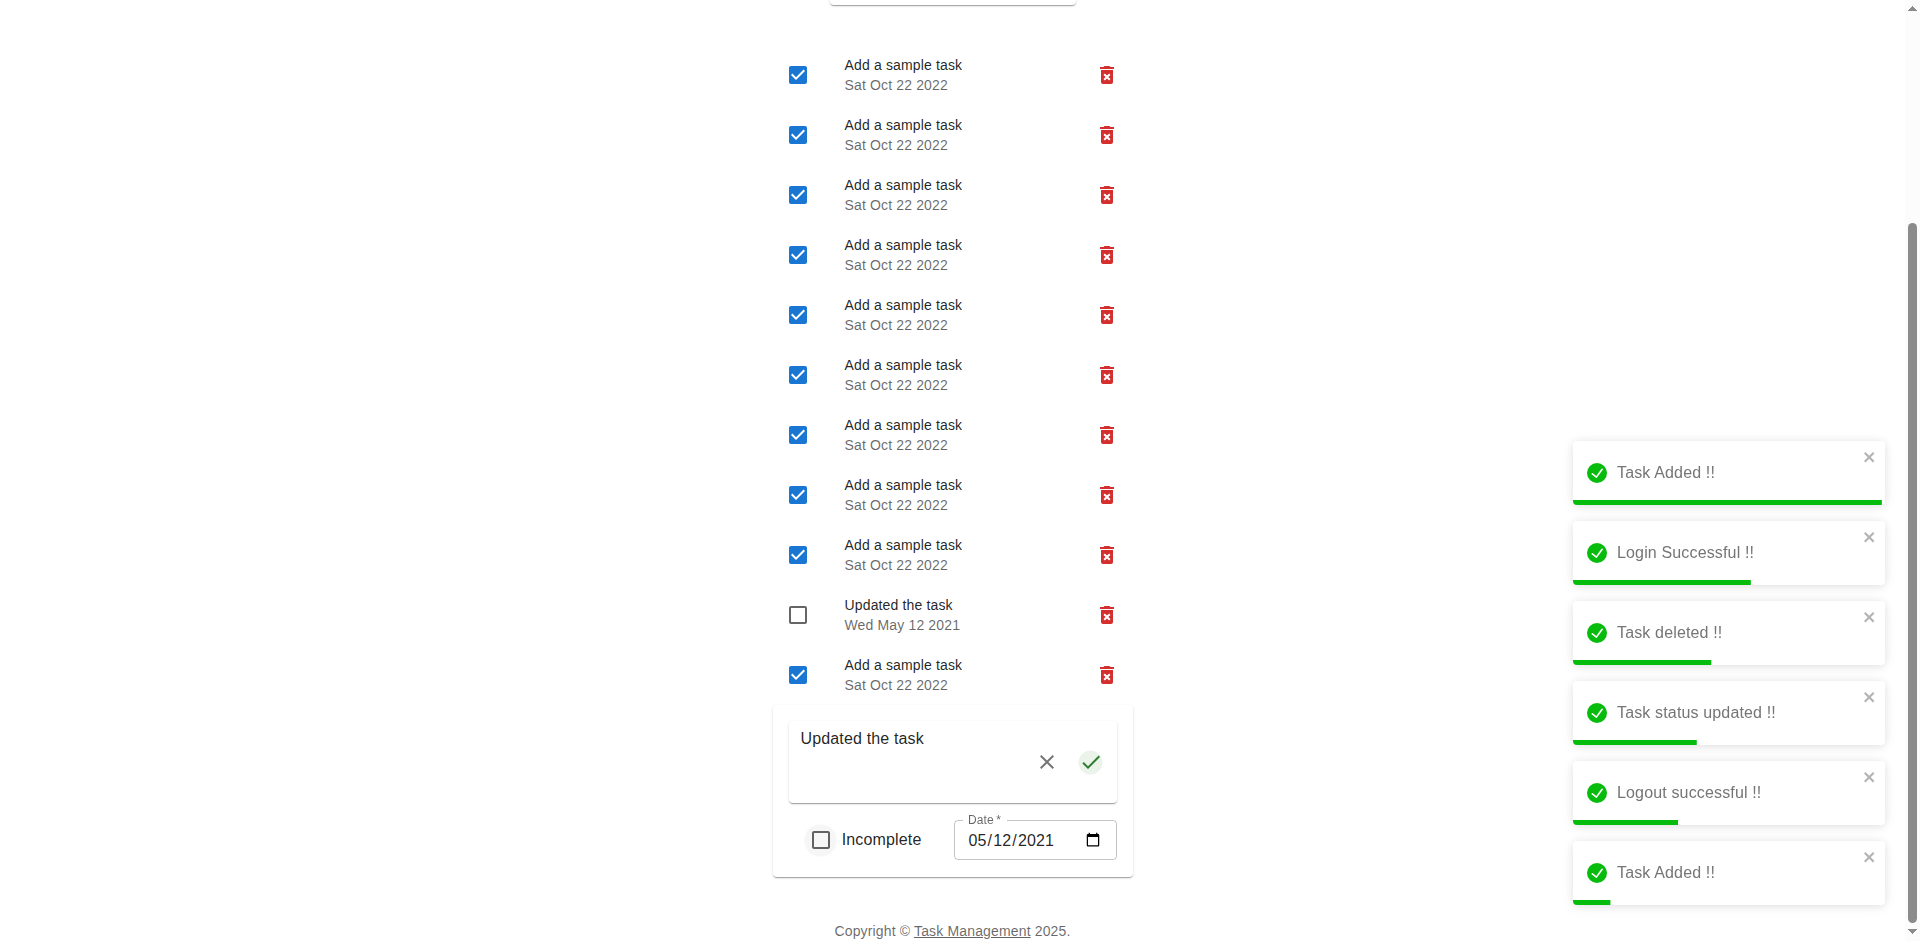 Add a sample task
Sat Oct 22 2022
Add a sample task
Sat Oct 22 2022
Add a sample task
Sat Oct 22 2022
Add a sample task
Sat Oct 22 2022
Add a sample task
Sat Oct 22 2022
Add a sample task
Sat Oct 22 2022
Add a sample task
Sat Oct 22 2022
Add a sample task
Sat Oct 22 2022
Add a sample task
Sat Oct 22 2022
Updated the task
Wed May 12 2021
Add a sample task
Sat Oct 22 2022
Updated the task
Incomplete
Date *
05/12/2021
Copyright © Task Management 2025.
Task Added !!
Login Successful !!
Task deleted !!
Task status updated !!
Logout successful !!
Task Added !!